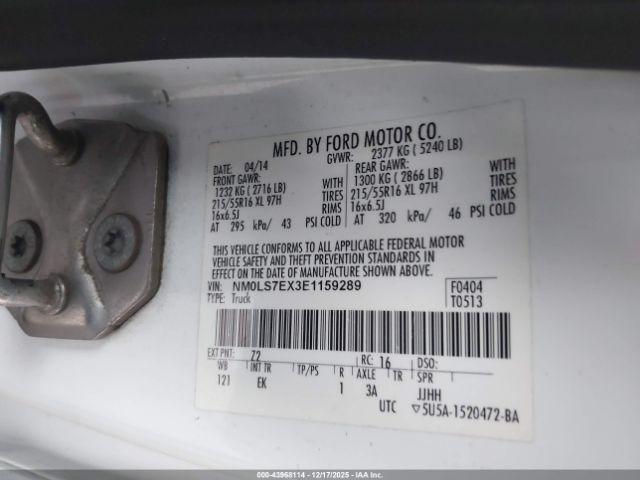 MFD. BY FORD MOTOR CO.
DATE: 04/14 GVWR: 2377 KG ( 5240 LB)
FRONT GAWR: REAR GAWR:
1232 KG ( 2716 LB) WITH 1300 KG ( 2866 LB) WITH
215/55R16 XL 97H TIRES 215/55R16 XL 97H TIRES
16x6.5J RIMS 16x6.5J RIMS
AT 295 kPa/ 43 PSI COLD AT 320 kPa/ 46 PSI COLD
THIS VEHICLE CONFORMS TO ALL APPLICABLE FEDERAL MOTOR
VEHICLE SAFETY AND THEFT PREVENTION STANDARDS IN
EFFECT ON THE DATE OF MANUFACTURE SHOWN ABOVE.
VIN: NM0LS7EX3E1159289 F0404
TYPE: Truck T0513
EXT PNT: Z2 RC: 16 DSO:
WB INT TR TP/PS R AXLE TR SPR
121 EK 1 3A JJHH
UTC ▽5U5A-1520472-BA
000-43968114 - 12/17/2025 - IAAI.COM